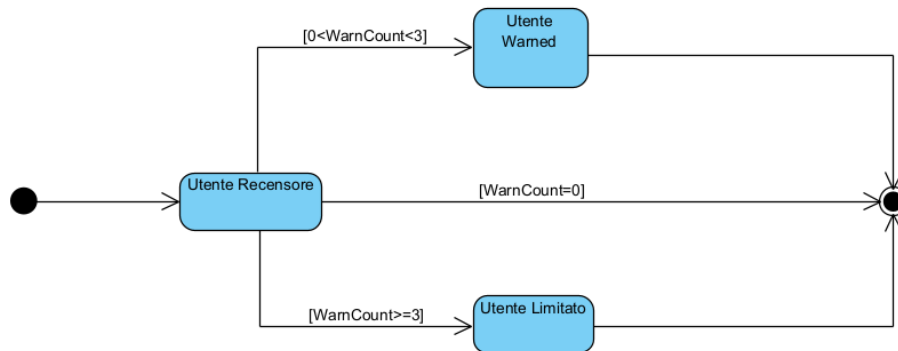 [0<WarnCount<3]
Utente
Warned
Utente Recensore
[WarnCount=0]
[WarnCount>=3]
Utente Limitato